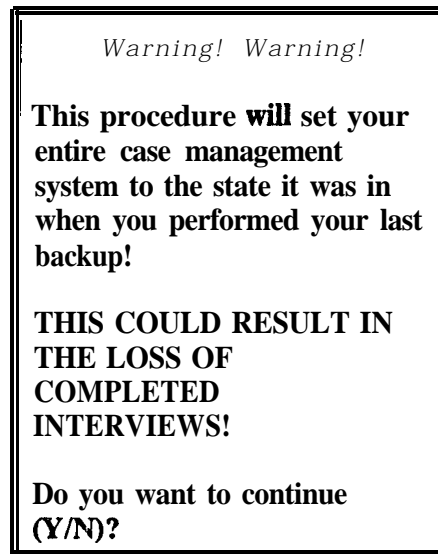 Warning! Warning!
This procedure will set your
entire case management
system to the state it was in
when you performed your last
backup!
THIS COULD RESULT IN
THE LOSS OF
COMPLETED
INTERVIEWS!
Do you want to continue
(Y/N)?